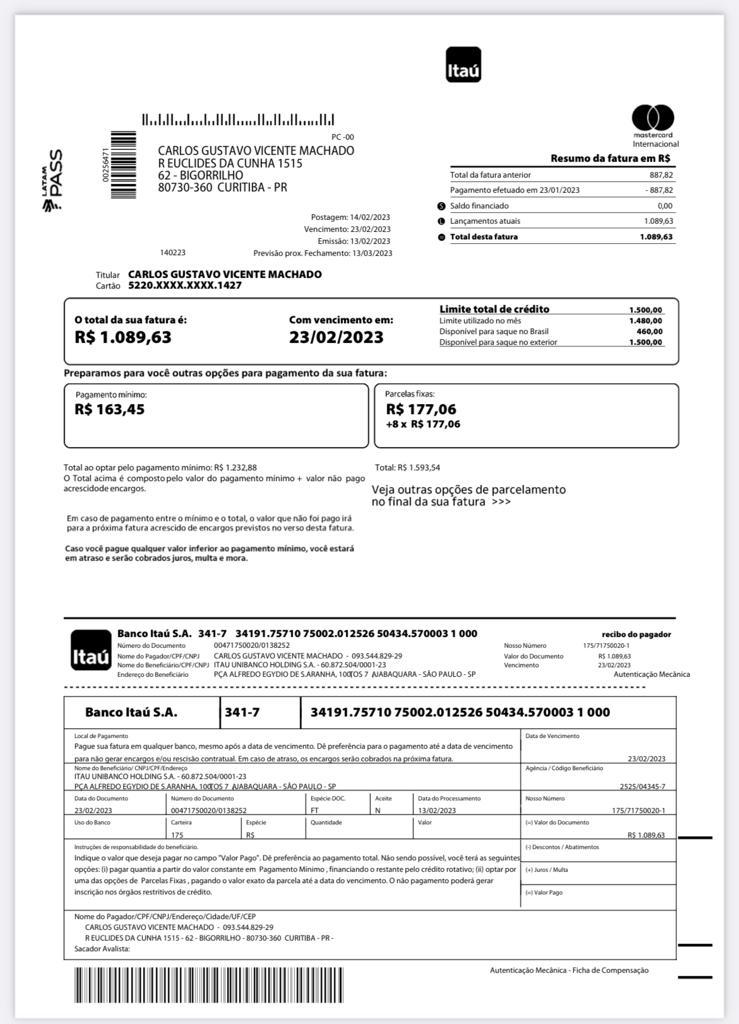 Itaú
PC -00
CARLOS GUSTAVO VICENTE MACHADO
R EUCLIDES DA CUNHA 1515
62 - BIGORRILHO
80730-360 CURITIBA - PR
00256471
LATAM
PASS
mastercard
Internacional
Resumo da fatura em R$
Total da fatura anterior 887,82
Pagamento efetuado em 23/01/2023 - 887,82
S Saldo financiado 0,00
L Lançamentos atuais 1.089,63
Total desta fatura 1.089,63
Postagem: 14/02/2023
Vencimento: 23/02/2023
Emissão: 13/02/2023
140223 Previsão prox. Fechamento: 13/03/2023
Titular CARLOS GUSTAVO VICENTE MACHADO
Cartão 5220.XXXX.XXXX.1427
O total da sua fatura é:
R$ 1.089,63
Com vencimento em:
23/02/2023
Limite total de crédito 1.500,00
Limite utilizado no mês 1.480,00
Disponível para saque no Brasil 460,00
Disponível para saque no exterior 1.500,00
Preparamos para você outras opções para pagamento da sua fatura:
Pagamento mínimo:
R$ 163,45
Parcelas fixas:
R$ 177,06
+8 x R$ 177,06
Total ao optar pelo pagamento mínimo: R$ 1.232,88
O Total acima é composto pelo valor do pagamento mínimo + valor não pago
acrescidode encargos.
Total: R$ 1.593,54
Veja outras opções de parcelamento
no final da sua fatura >>>
Em caso de pagamento entre o mínimo e o total, o valor que não foi pago irá
para a próxima fatura acrescido de encargos previstos no verso desta fatura.
Caso você pague qualquer valor inferior ao pagamento mínimo, você estará
em atraso e serão cobrados juros, multa e mora.
Itaú
Banco Itaú S.A. 341-7 34191.75710 75002.012526 50434.570003 1 000 recibo do pagador
Número do Documento 00471750020/0138252 Nosso Número 175/71750020-1
Nome do Pagador/CPF/CNPJ CARLOS GUSTAVO VICENTE MACHADO - 093.544.829-29 Valor do Documento R$ 1.089,63
Nome do Beneficiário/CPF/CNPJ ITAU UNIBANCO HOLDING S.A. - 60.872.504/0001-23 Vencimento 23/02/2023
Endereço do Beneficiário PÇA ALFREDO EGYDIO DE S.ARANHA, 100TOS 7 JUABAQUARA - SÃO PAULO - SP Autenticação Mecânica
Banco Itaú S.A. 341-7 34191.75710 75002.012526 50434.570003 1 000
Local de Pagamento
Pague sua fatura em qualquer banco, mesmo após a data de vencimento. Dê preferência para o pagamento até a data de vencimento
para não gerar encargos e/ou rescisão contratual. Em caso de atraso, os encargos serão cobrados na próxima fatura.
Data de Vencimento
23/02/2023
Nome do Beneficiário/ CNPJ/CPF/Endereço
ITAU UNIBANCO HOLDING S.A. - 60.872.504/0001-23
PÇA ALFREDO EGYDIO DE S.ARANHA, 100TOS 7 JUABAQUARA - SÃO PAULO - SP
Agência / Código Beneficiário
2525/04345-7
Data do Documento Número do Documento Espécie DOC. Aceite Data do Processamento Nosso Número
23/02/2023 00471750020/0138252 FT N 13/02/2023 175/71750020-1
Uso do Banco Carteira Espécie Quantidade Valor (=) Valor do Documento
175 R$ R$ 1.089,63
Instruções de responsabilidade do beneficiário.
Indique o valor que deseja pagar no campo "Valor Pago". Dê preferência ao pagamento total. Não sendo possível, você terá as seguintes
opções: (i) pagar quantia a partir do valor constante em Pagamento Mínimo , financiando o restante pelo crédito rotativo; (ii) optar por
uma das opções de Parcelas Fixas , pagando o valor exato da parcela até a data do vencimento. O não pagamento poderá gerar
inscrição nos órgãos restritivos de crédito.
(-) Descontos / Abatimentos
(+) Juros / Multa
(=) Valor Pago
Nome do Pagador/CPF/CNPJ/Endereço/Cidade/UF/CEP
CARLOS GUSTAVO VICENTE MACHADO - 093.544.829-29
R EUCLIDES DA CUNHA 1515 - 62 - BIGORRILHO - 80730-360 CURITIBA - PR -
Sacador Avalista:
Autenticação Mecânica - Ficha de Compensação